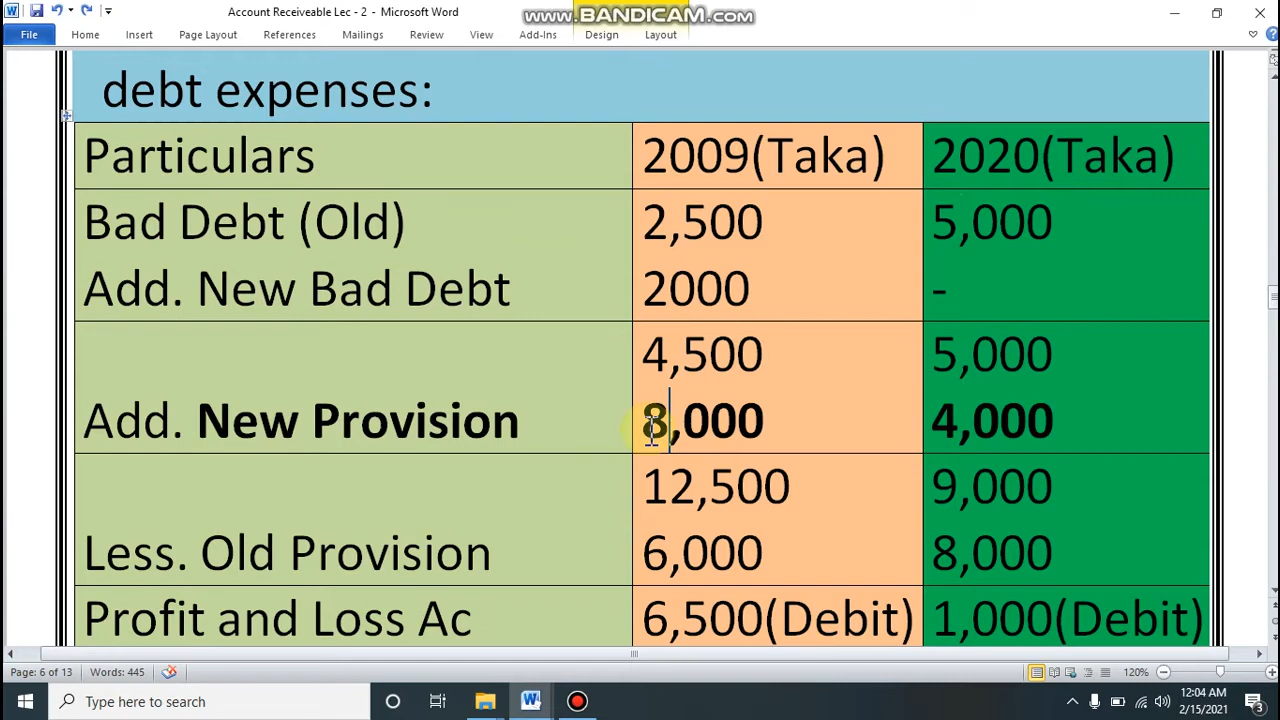 Account Receiveable Lec - 2 - Microsoft Word
www.BANDICAM.com
File Home Insert Page Layout References Mailings Review View Add-Ins Design Layout
debt expenses:
Particulars 2009(Taka) 2020(Taka)
Bad Debt (Old) 2,500 5,000
Add. New Bad Debt 2000 -
4,500 5,000
Add. New Provision 8,000 4,000
12,500 9,000
Less. Old Provision 6,000 8,000
Profit and Loss Ac 6,500(Debit) 1,000(Debit)
Page: 6 of 13 Words: 445 120%
Type here to search
12:04 AM
2/15/2021
3